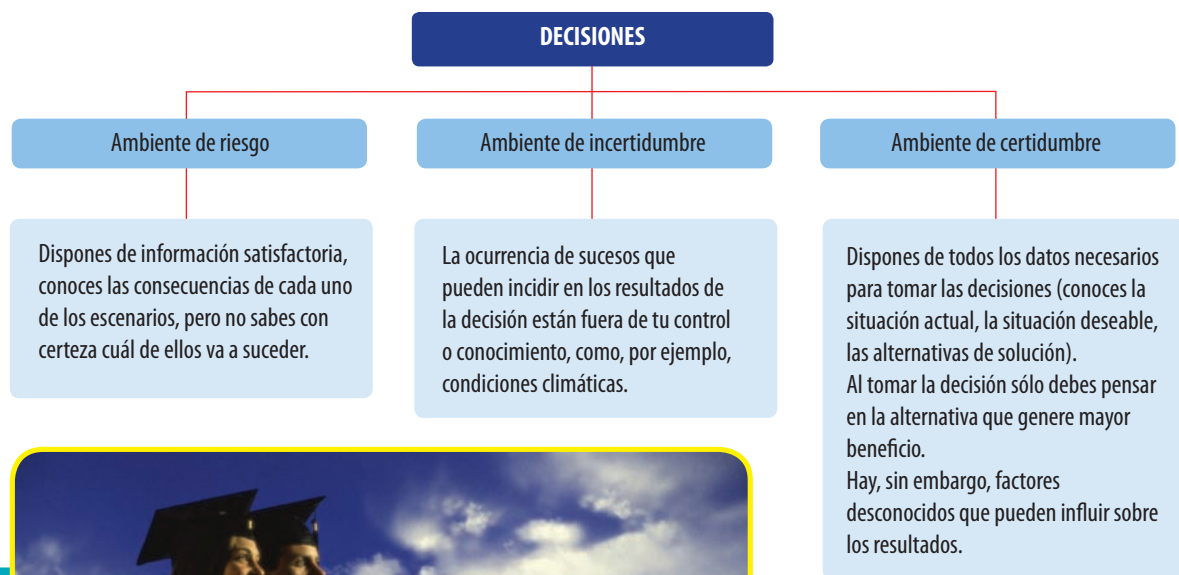 DECISIONES
Ambiente de riesgo
Dispones de información satisfactoria,
conoces las consecuencias de cada uno
de los escenarios, pero no sabes con
certeza cuál de ellos va a suceder.
Ambiente de incertidumbre
La ocurrencia de sucesos que
pueden incidir en los resultados de
la decisión están fuera de tu control
o conocimiento, como, por ejemplo,
condiciones climáticas.
Ambiente de certidumbre
Dispones de todos los datos necesarios
para tomar las decisiones (conoces la
situación actual, la situación deseable,
las alternativas de solución).
Al tomar la decisión sólo debes pensar
en la alternativa que genere mayor
beneficio.
Hay, sin embargo, factores
desconocidos que pueden influir sobre
los resultados.